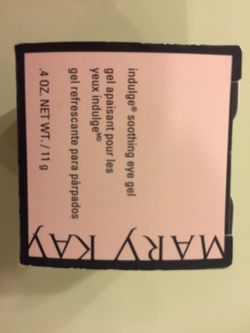 MARY KAY
indulge® soothing eye gel
gel apaisant pour les
yeux indulge^MD
gel refrescante para párpados
.4 OZ. NET WT. / 11 g